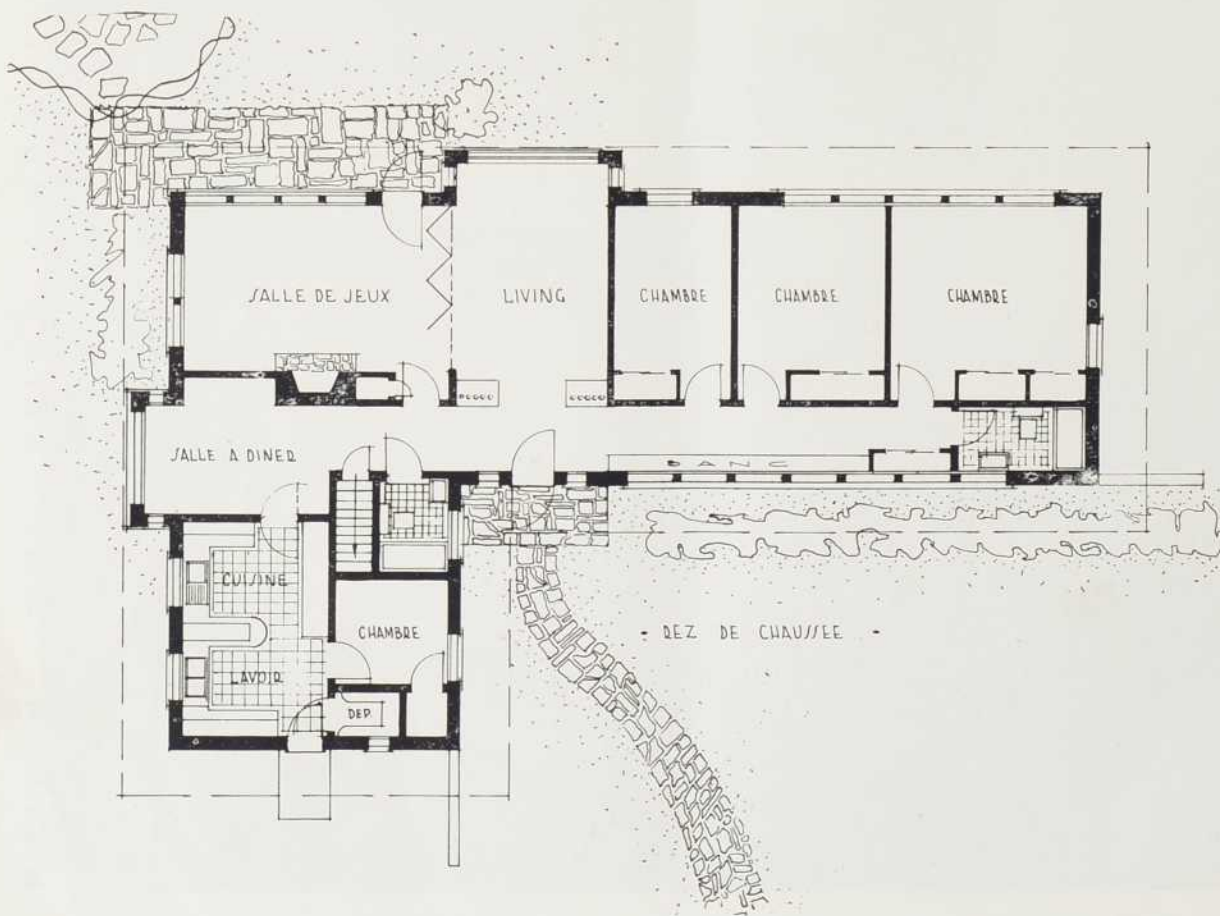 SALLE DE JEUX
LIVING
CHAMBRE
CHAMBRE
CHAMBRE
SALLE A DINER
BANC
CUISINE
CHAMBRE
LAVOIR
DEP.
• REZ DE CHAUSSEE •